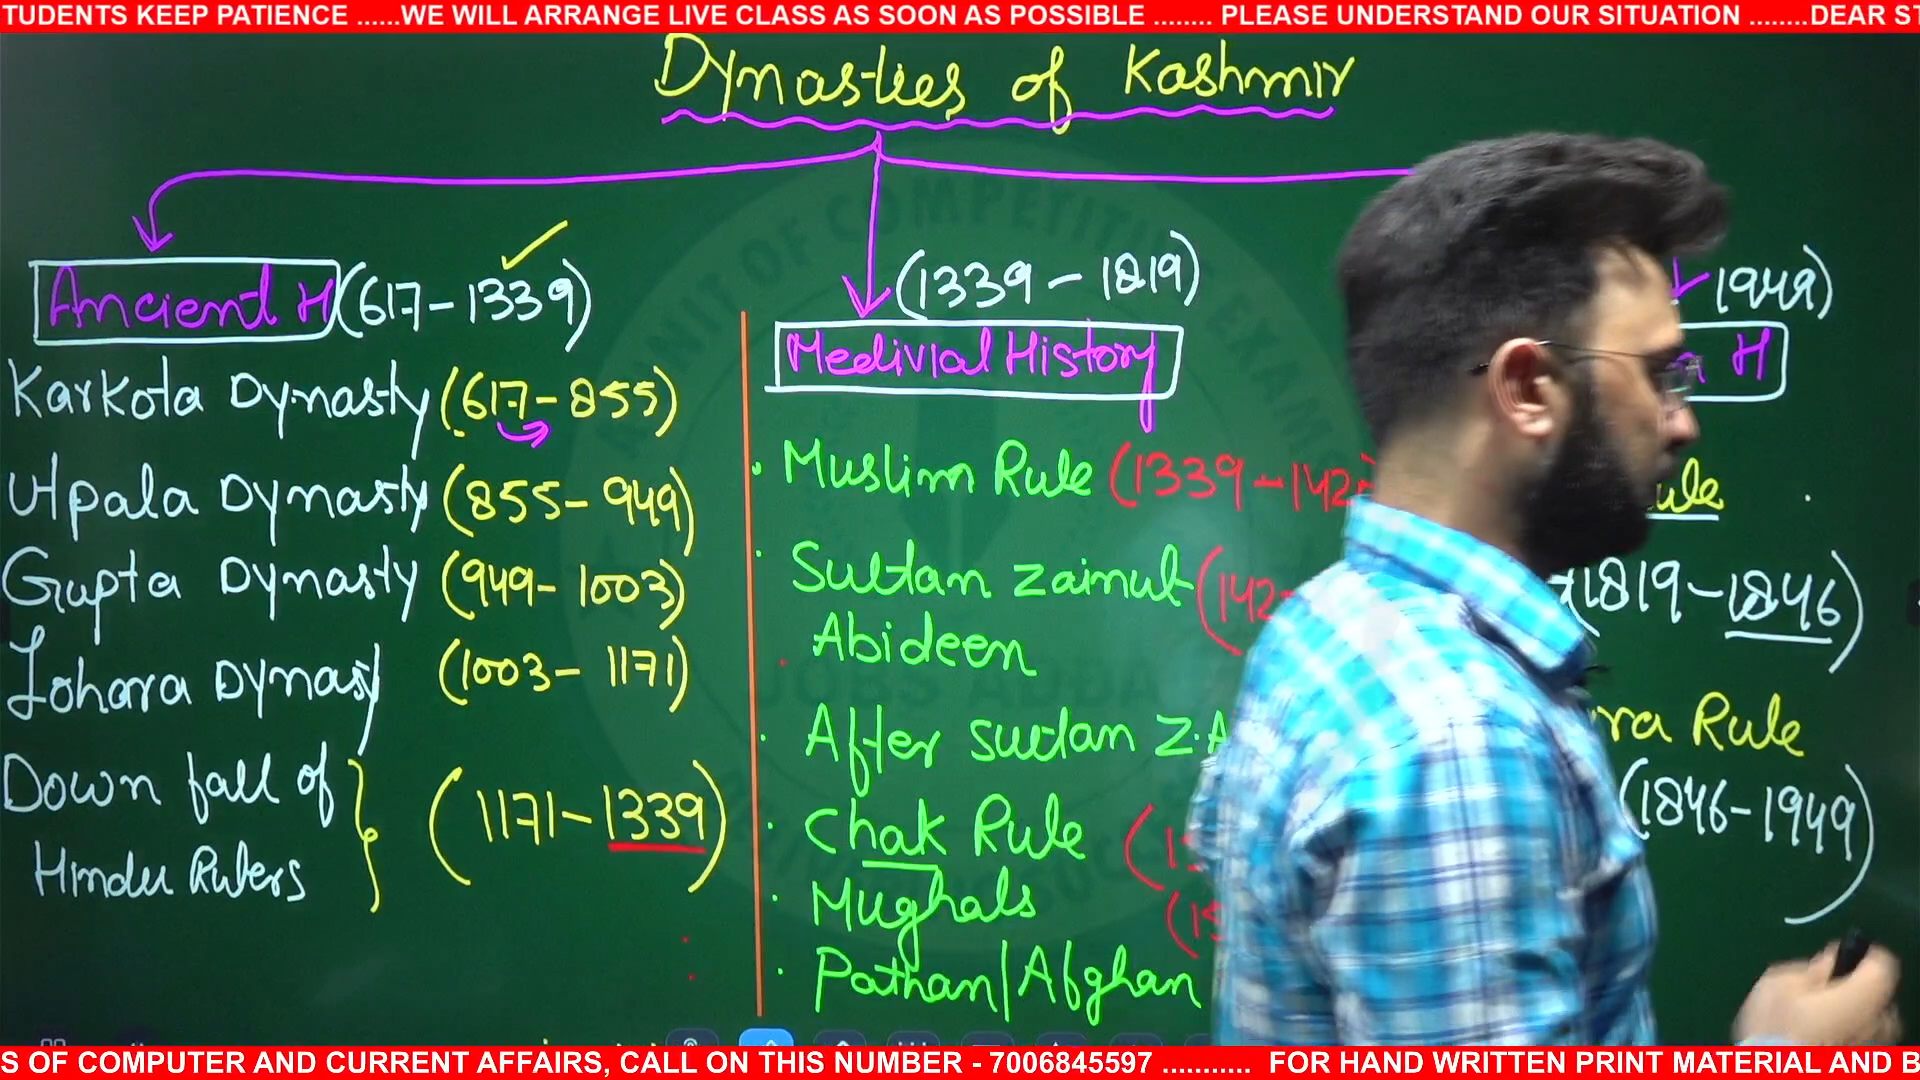 TUDENTS KEEP PATIENCE ......WE WILL ARRANGE LIVE CLASS AS SOON AS POSSIBLE ........ PLEASE UNDERSTAND OUR SITUATION ........DEAR ST
Dynasties of Kashmir
Ancient H (617-1339)
Karkota Dynasty (617-855)
Utpala Dynasty (855-949)
Gupta Dynasty (949-1003)
Lohara Dynasy (1003-1171)
Down fall of
Hindu Rulers
(1171-1339)
(1339-1819)
Medivial History
Muslim Rule (1339-142
Sultan Zainul (142
Abideen
After sultan Z.A
Chak Rule (15
Mughals (15
Pathan/Afghan
1949)
H
ule
(1819-1846)
ra Rule
(1846-1949)
S OF COMPUTER AND CURRENT AFFAIRS, CALL ON THIS NUMBER - 7006845597 ........... FOR HAND WRITTEN PRINT MATERIAL AND B